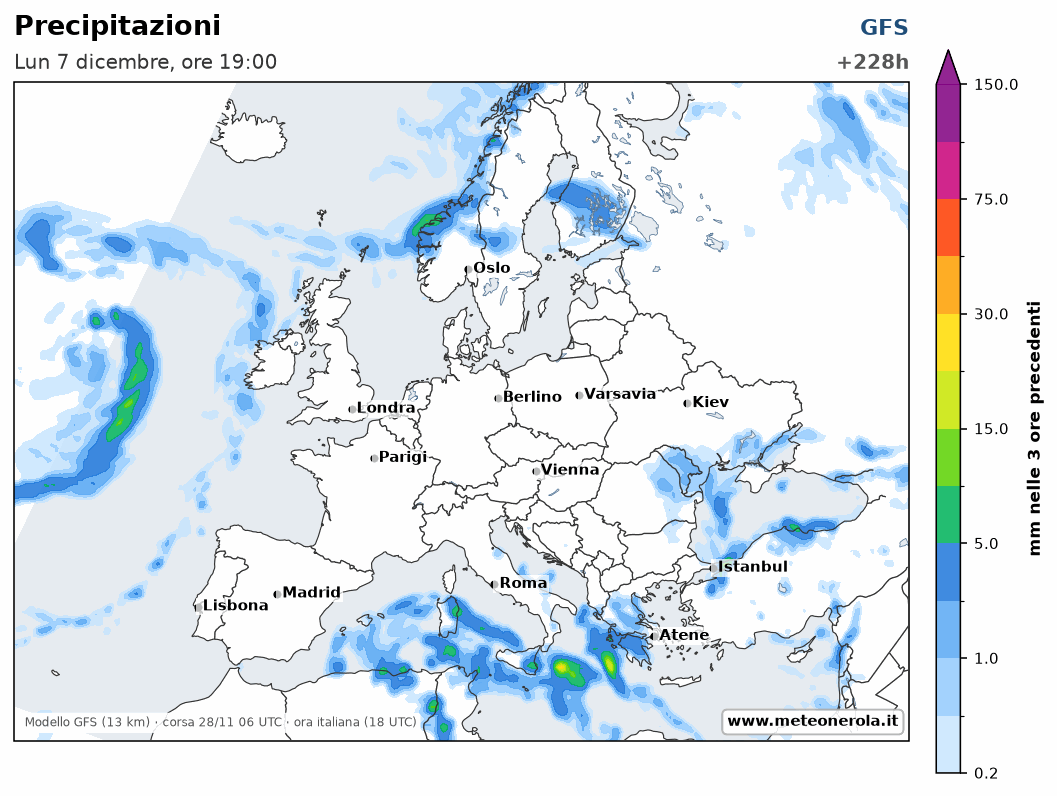 Precipitazioni
GFS
Lun 7 dicembre, ore 19:00
+228h
150.0
75.0
30.0
15.0
5.0
1.0
0.2
mm nelle 3 ore precedenti
Oslo
Berlino
Varsavia
Kiev
Londra
Parigi
Vienna
Istanbul
Roma
Madrid
Lisbona
Atene
Modello GFS (13 km) · corsa 28/11 06 UTC · ora italiana (18 UTC)
www.meteonerola.it